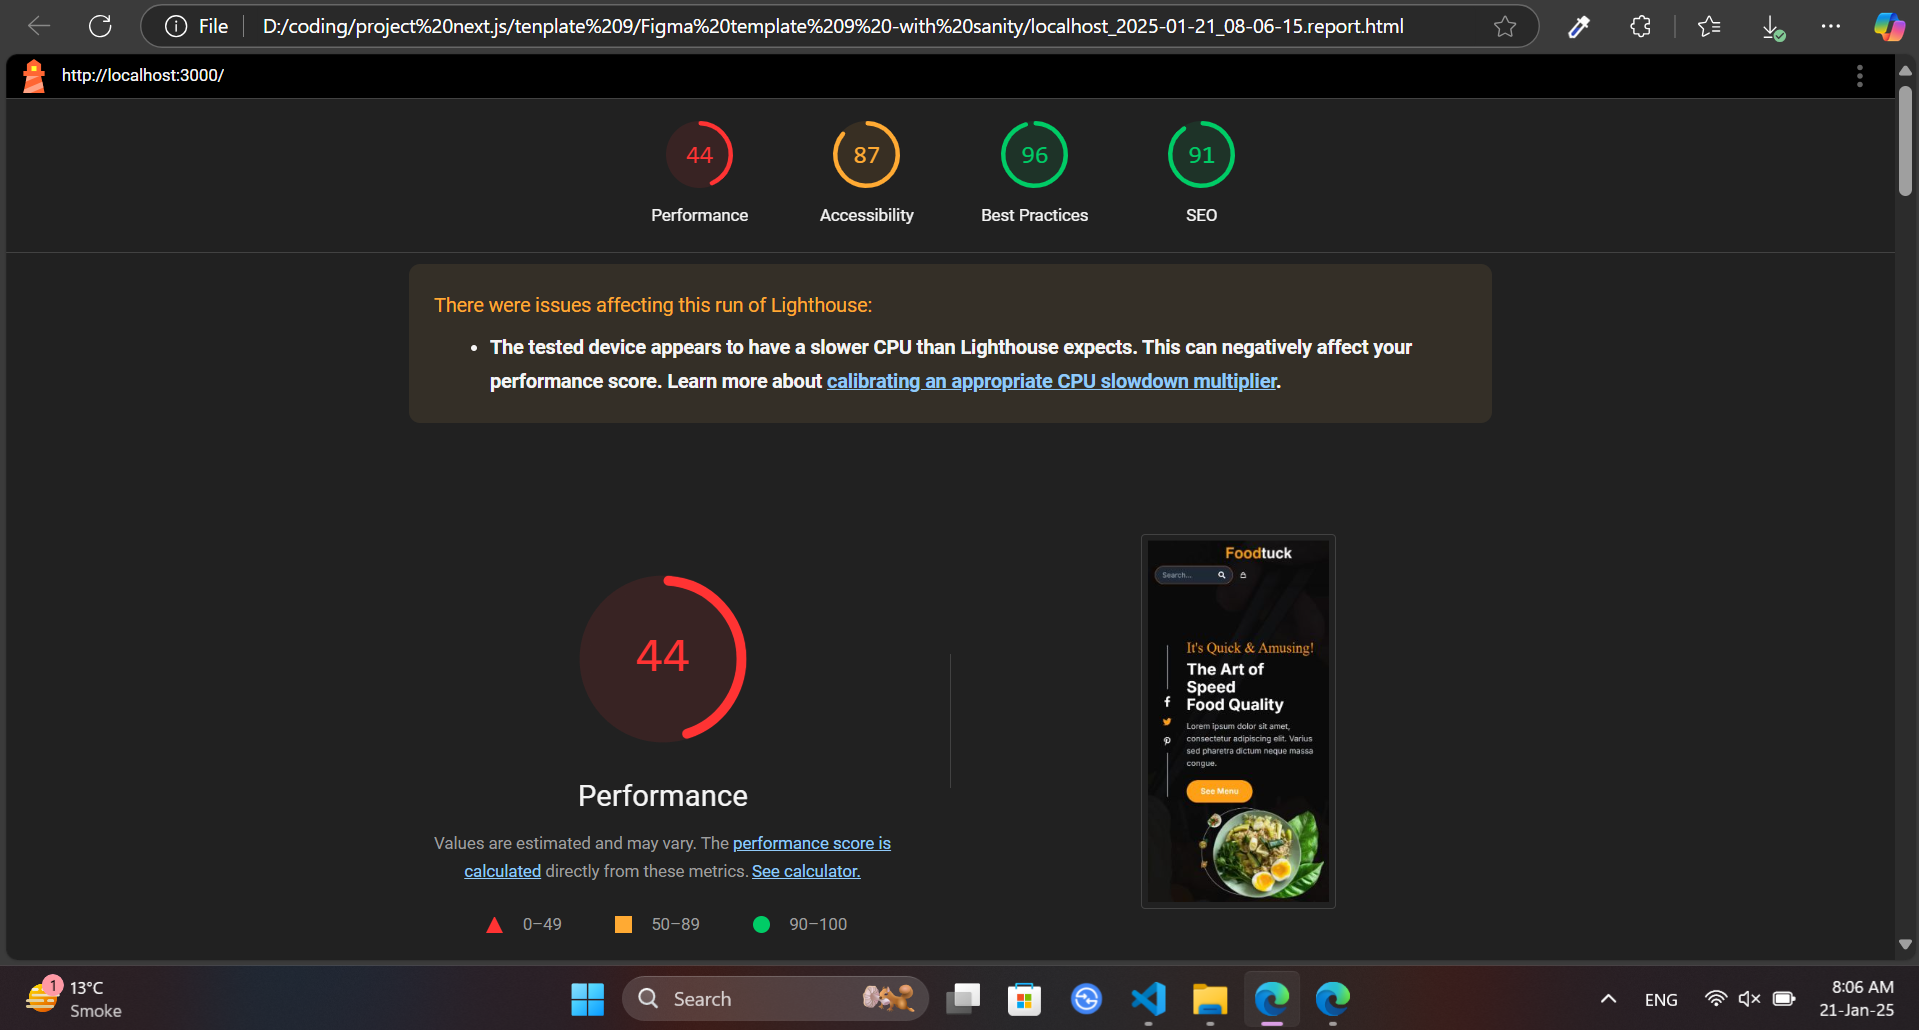 File
D:/coding/project%20next.js/tenplate%209/Figma%20template%209%20-with%20sanity/localhost_2025-01-21_08-06-15.report.html
http://localhost:3000/
44
Performance
87
Accessibility
96
Best Practices
91
SEO
There were issues affecting this run of Lighthouse:
The tested device appears to have a slower CPU than Lighthouse expects. This can negatively affect your
performance score. Learn more about calibrating an appropriate CPU slowdown multiplier.
44
Performance
Values are estimated and may vary. The performance score is
calculated directly from these metrics. See calculator.
0–49
50–89
90–100
Foodtuck
Search...
It's Quick & Amusing!
The Art of
Speed
Food Quality
Lorem ipsum dolor sit amet,
consectetur adipiscing elit. Varius
sed pharetra dictum neque massa
congue.
See Menu
1
13°C
Smoke
Search
ENG
8:06 AM
21-Jan-25